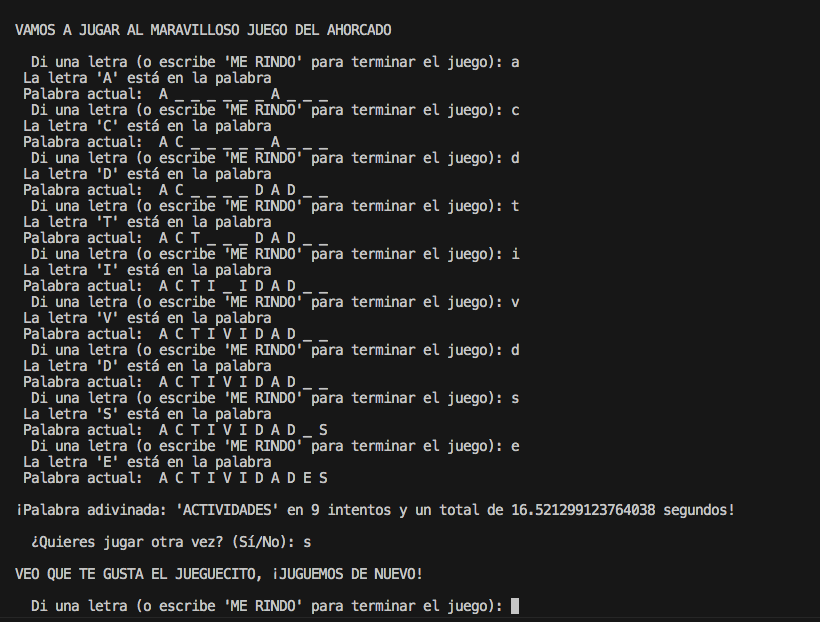 VAMOS A JUGAR AL MARAVILLOSO JUEGO DEL AHORCADO
Di una letra (o escribe 'ME RINDO' para terminar el juego): a
La letra 'A' está en la palabra
Palabra actual:  A _ _ _ _ _ _ A _ _ _
Di una letra (o escribe 'ME RINDO' para terminar el juego): c
La letra 'C' está en la palabra
Palabra actual:  A C _ _ _ _ _ A _ _ _
Di una letra (o escribe 'ME RINDO' para terminar el juego): d
La letra 'D' está en la palabra
Palabra actual:  A C _ _ _ _ D A D _ _
Di una letra (o escribe 'ME RINDO' para terminar el juego): t
La letra 'T' está en la palabra
Palabra actual:  A C T _ _ _ D A D _ _
Di una letra (o escribe 'ME RINDO' para terminar el juego): i
La letra 'I' está en la palabra
Palabra actual:  A C T I _ I D A D _ _
Di una letra (o escribe 'ME RINDO' para terminar el juego): v
La letra 'V' está en la palabra
Palabra actual:  A C T I V I D A D _ _
Di una letra (o escribe 'ME RINDO' para terminar el juego): d
La letra 'D' está en la palabra
Palabra actual:  A C T I V I D A D _ _
Di una letra (o escribe 'ME RINDO' para terminar el juego): s
La letra 'S' está en la palabra
Palabra actual:  A C T I V I D A D _ S
Di una letra (o escribe 'ME RINDO' para terminar el juego): e
La letra 'E' está en la palabra
Palabra actual:  A C T I V I D A D E S
¡Palabra adivinada: 'ACTIVIDADES' en 9 intentos y un total de 16.521299123764038 segundos!
¿Quieres jugar otra vez? (Sí/No): s
VEO QUE TE GUSTA EL JUEGUECITO, ¡JUGUEMOS DE NUEVO!
Di una letra (o escribe 'ME RINDO' para terminar el juego):